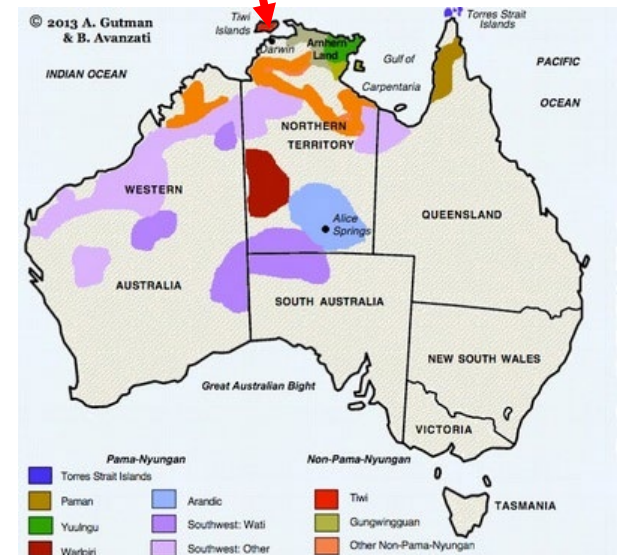 © 2013 A. Gutman
& B. Avanzati
Tiwi
Islands
Torres Strait
Islands
Darwin
Arnhem
Land
Gulf of
Carpentaria
INDIAN OCEAN
PACIFIC
OCEAN
NORTHERN
TERRITORY
WESTERN
AUSTRALIA
Alice
Springs
QUEENSLAND
SOUTH AUSTRALIA
NEW SOUTH WALES
Great Australian Bight
VICTORIA
TASMANIA
Pama-Nyungan
Non-Pama-Nyungan
Torres Strait Islands
Paman
Arandic
Tiwi
Yuulngu
Southwest: Wati
Gungwingguan
Warlpiri
Southwest: Other
Other Non-Pama-Nyungan